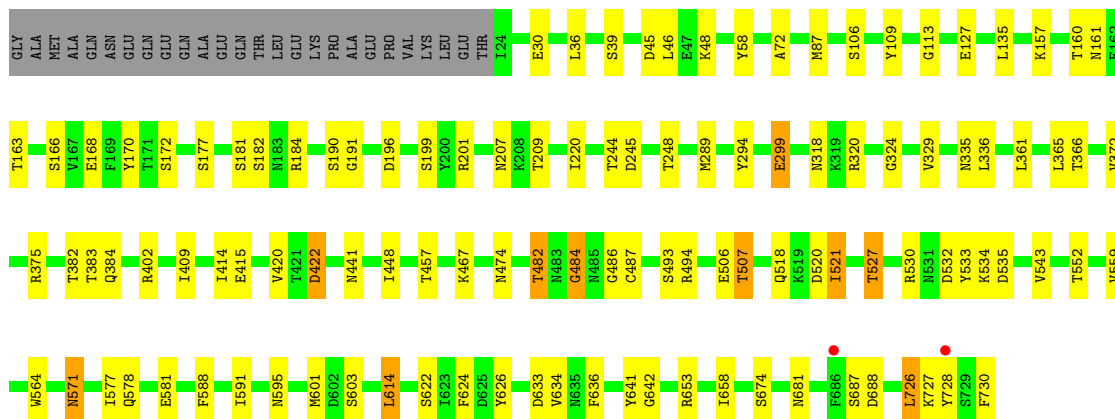 GLY ALA MET ALA GLN ASN GLU GLN GLU GLN ALA GLU GLN THR LEU GLU LYS PRO ALA GLU PRO VAL LYS LEU GLU THR I24 E30 L36 S39 D45 L46 E47 K48 Y58 A72 M87 S106 Y109 G113 E127 L135 K157 T160 N161 E162
T163 S166 V167 E168 F169 Y170 T171 S172 S177 S181 S182 N183 R184 S190 G191 D196 S199 Y200 R201 N207 K208 T209 I220 T244 D245 T248 M289 Y294 E299 N318 K319 R320 G324 V329 N335 L336 L361 L365 T366
R375 T382 T383 Q384 R402 I409 I414 E415 V420 T421 D422 N441 I448 T457 K467 N474 T482 N483 G484 N485 G486 C487 S493 R494 E506 T507 Q518 K519 D520 I521 T527 R530 N531 D532 Y533 K534 D535 V543 T552
W564 N571 I577 Q578 E581 F588 I591 N595 M601 D602 S603 L614 S622 I623 F624 D625 Y626 D633 V634 N635 F636 Y641 G642 R653 I658 S674 N681 F686 S687 D688 L726 K727 Y728 S729 F730